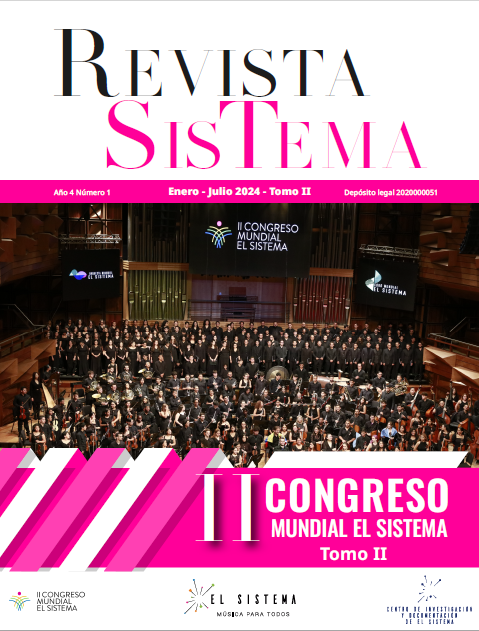 REVISTA
SISTEMA
Año 4 Número 1
Enero - Julio 2024 - Tomo II
Depósito legal 2020000051
II CONGRESO
MUNDIAL
EL SISTEMA
EL SISTEMA
MUNDIAL
EL SISTEMA
II CONGRESO
MUNDIAL EL SISTEMA
Tomo II
II CONGRESO
MUNDIAL
EL SISTEMA
EL SISTEMA
MÚSICA PARA TODOS
CENTRO DE INVESTIGACIÓN
Y DOCUMENTACIÓN
DE EL SISTEMA